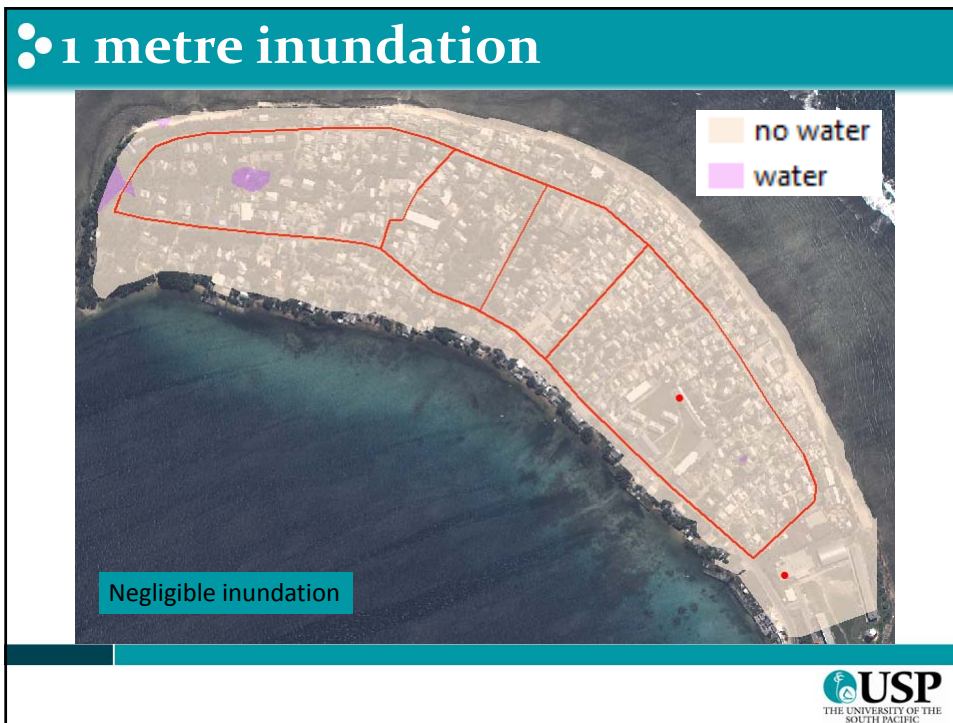 1 metre inundation
no water
water
Negligible inundation
USP
THE UNIVERSITY OF THE
SOUTH PACIFIC